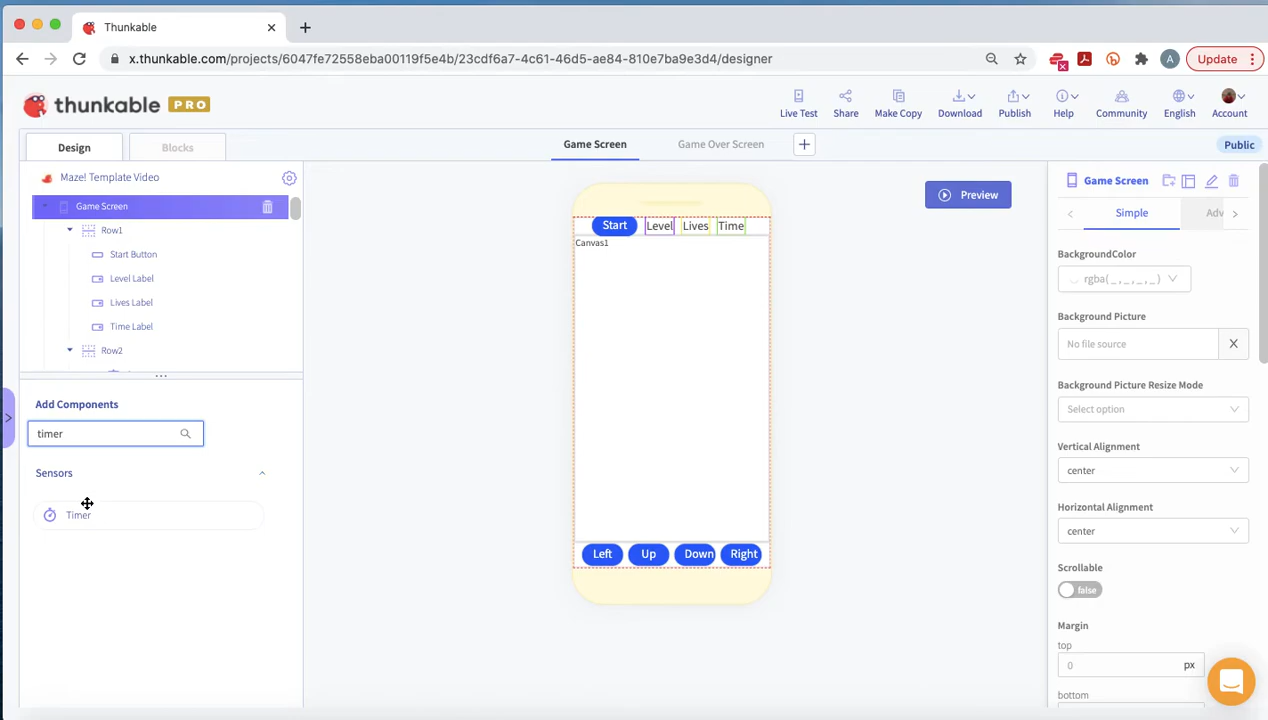 Thunkable
x.thunkable.com/projects/6047fe72558eba00119f5e4b/23cdf6a7-4c61-46d5-ae84-810e7ba9e3d4/designer
A
Update
thunkable PRO
Live Test
Share
Make Copy
Download
Publish
Help
Community
English
Account
Design
Blocks
Game Screen
Game Over Screen
Public
Maze! Template Video
Game Screen
Row1
Start Button
Level Label
Lives Label
Time Label
Row2
Add Components
timer
Sensors
Timer
Preview
Start
Level
Lives
Time
Canvas1
Left
Up
Down
Right
Game Screen
Simple
Adv
BackgroundColor
rgba(_,_,_,_)
Background Picture
No file source
X
Background Picture Resize Mode
Select option
Vertical Alignment
center
Horizontal Alignment
center
Scrollable
false
Margin
top
0
px
bottom